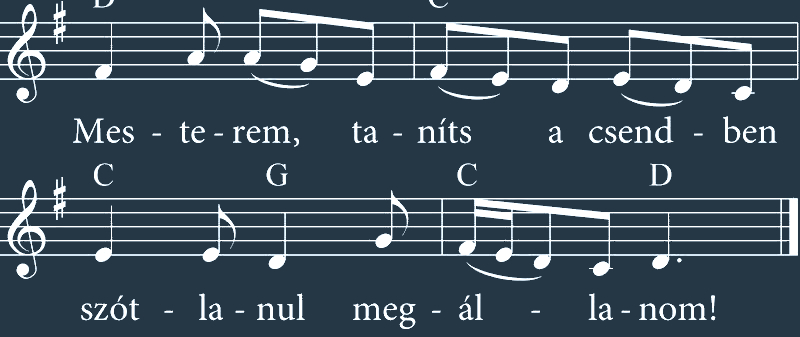 D C
Mes - te - rem, ta - níts a csend - ben
C G C D
szót - la - nul meg - ál - la - nom!